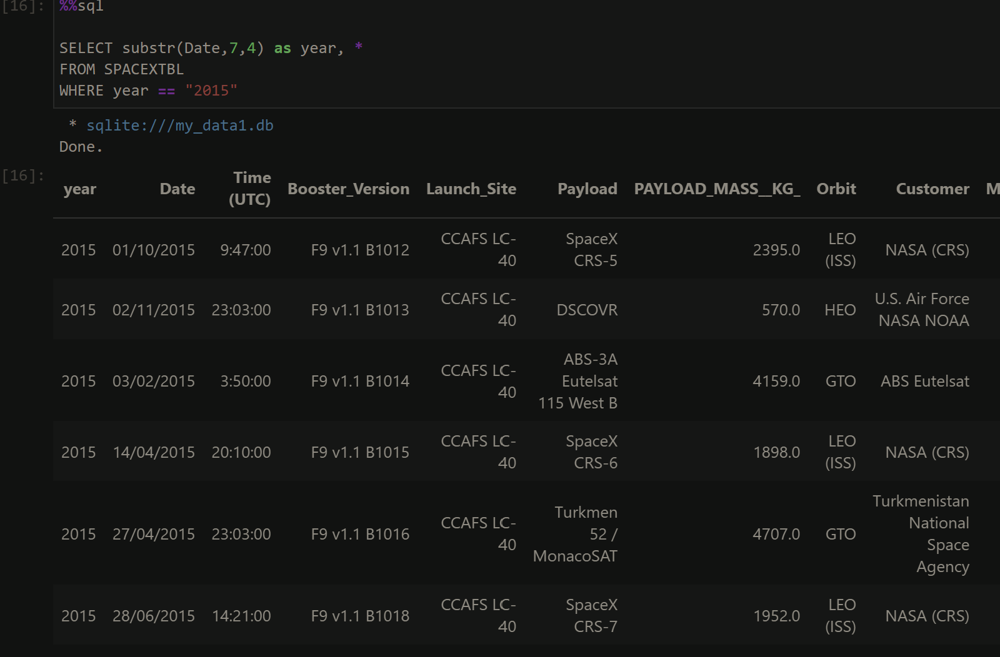 [16]: %%sql
SELECT substr(Date,7,4) as year, *
FROM SPACEXTBL
WHERE year == "2015"
* sqlite:///my_data1.db
Done.
[16]:
year Date Time (UTC) Booster_Version Launch_Site Payload PAYLOAD_MASS__KG_ Orbit Customer M
2015 01/10/2015 9:47:00 F9 v1.1 B1012 CCAFS LC-40 SpaceX CRS-5 2395.0 LEO (ISS) NASA (CRS)
2015 02/11/2015 23:03:00 F9 v1.1 B1013 CCAFS LC-40 DSCOVR 570.0 HEO U.S. Air Force NASA NOAA
2015 03/02/2015 3:50:00 F9 v1.1 B1014 CCAFS LC-40 ABS-3A Eutelsat 115 West B 4159.0 GTO ABS Eutelsat
2015 14/04/2015 20:10:00 F9 v1.1 B1015 CCAFS LC-40 SpaceX CRS-6 1898.0 LEO (ISS) NASA (CRS)
2015 27/04/2015 23:03:00 F9 v1.1 B1016 CCAFS LC-40 Turkmen 52 / MonacoSAT 4707.0 GTO Turkmenistan National Space Agency
2015 28/06/2015 14:21:00 F9 v1.1 B1018 CCAFS LC-40 SpaceX CRS-7 1952.0 LEO (ISS) NASA (CRS)